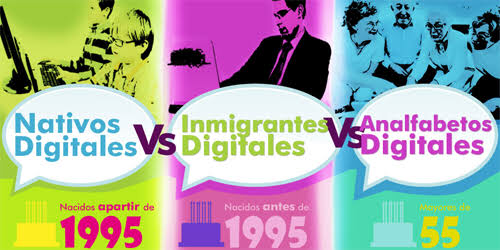 Nativos
Digitales
Vs
Inmigrantes
Digitales
Vs
Analfabetos
Digitales
Nacidos apartir de
1995
Nacidos antes de
1995
Mayores de
55